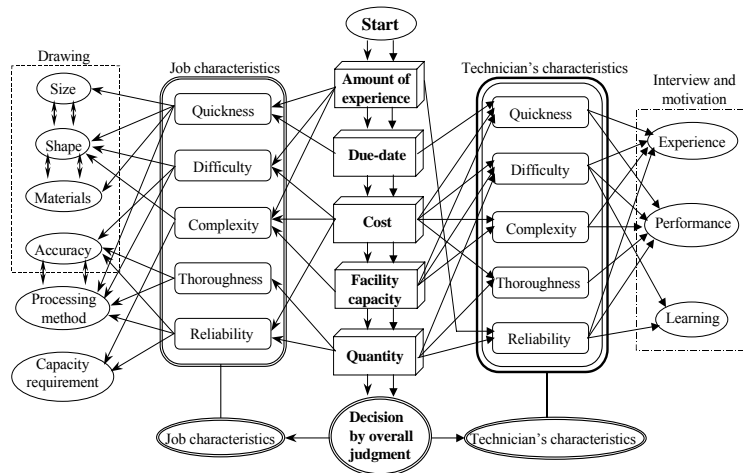 Start
Drawing
Job characteristics
Technician's characteristics
Interview and
motivation
Size
Shape
Materials
Accuracy
Processing
method
Capacity
requirement
Quickness
Difficulty
Complexity
Thoroughness
Reliability
Amount of
experience
Due-date
Cost
Facility
capacity
Quantity
Quickness
Difficulty
Complexity
Thoroughness
Reliability
Experience
Performance
Learning
Job characteristics
Decision
by overall
judgment
Technician's characteristics